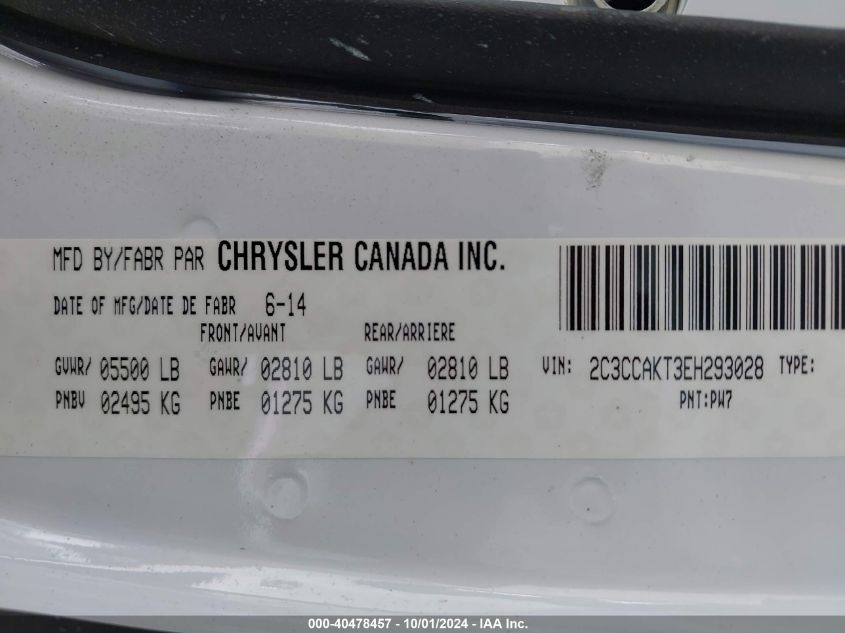 MFD BY/FABR PAR CHRYSLER CANADA INC.
DATE OF MFG/DATE DE FABR 6-14
FRONT/AVANT REAR/ARRIERE
GVWR/ 05500 LB GAWR/ 02810 LB GAWR/ 02810 LB VIN: 2C3CCAKT3EH293028 TYPE:
PNBV 02495 KG PNBE 01275 KG PNBE 01275 KG PNT:PW7
000-40478457 - 10/01/2024 - IAA Inc.